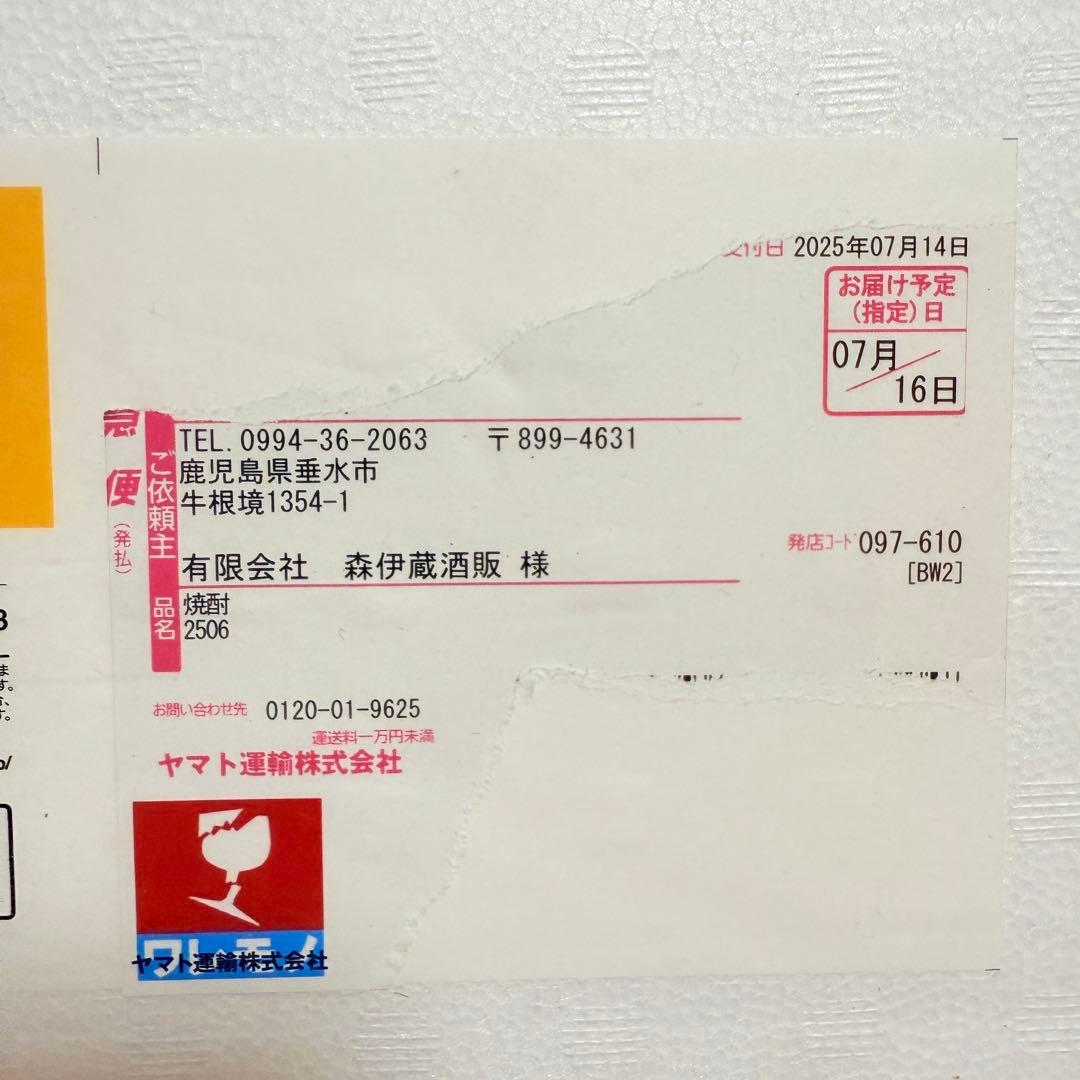 受付日 2025年07月14日
お届け予定
(指定)日
07月
16日
急便
(発払)
ご依頼主
TEL.0994-36-2063 〒899-4631
鹿児島県垂水市
牛根境1354-1
有限会社 森伊蔵酒販 様
発店コード 097-610
[BW2]
品名
焼酎
2506
お問い合わせ先 0120-01-9625
運送料一万円未満
ヤマト運輸株式会社
ワレモノ
ヤマト運輸株式会社